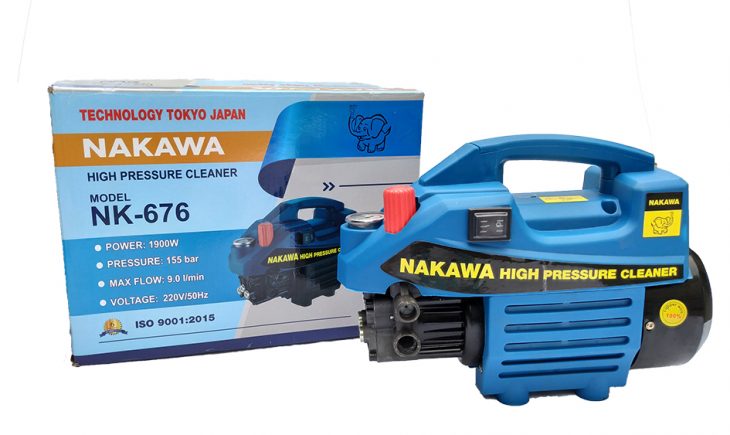 TECHNOLOGY TOKYO JAPAN
NAKAWA
HIGH PRESSURE CLEANER
MODEL
NK-676
POWER: 1900W
PRESSURE: 155 bar
MAX FLOW: 9.0 l/min
VOLTAGE: 220V/50Hz
ISO 9001:2015
NAKAWA HIGH PRESSURE CLEANER
NAKAWA
NAKAWA HIGH PRESSURE CLEANER
100%